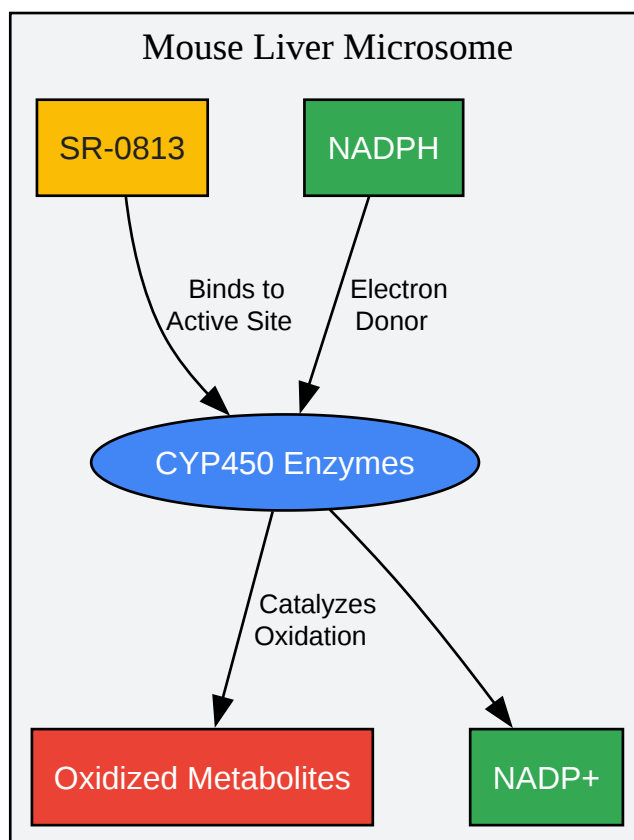 Mouse Liver Microsome
SR-0813
NADPH
Binds to
Active Site
Electron
Donor
CYP450 Enzymes
Catalyzes
Oxidation
Oxidized Metabolites
NADP+